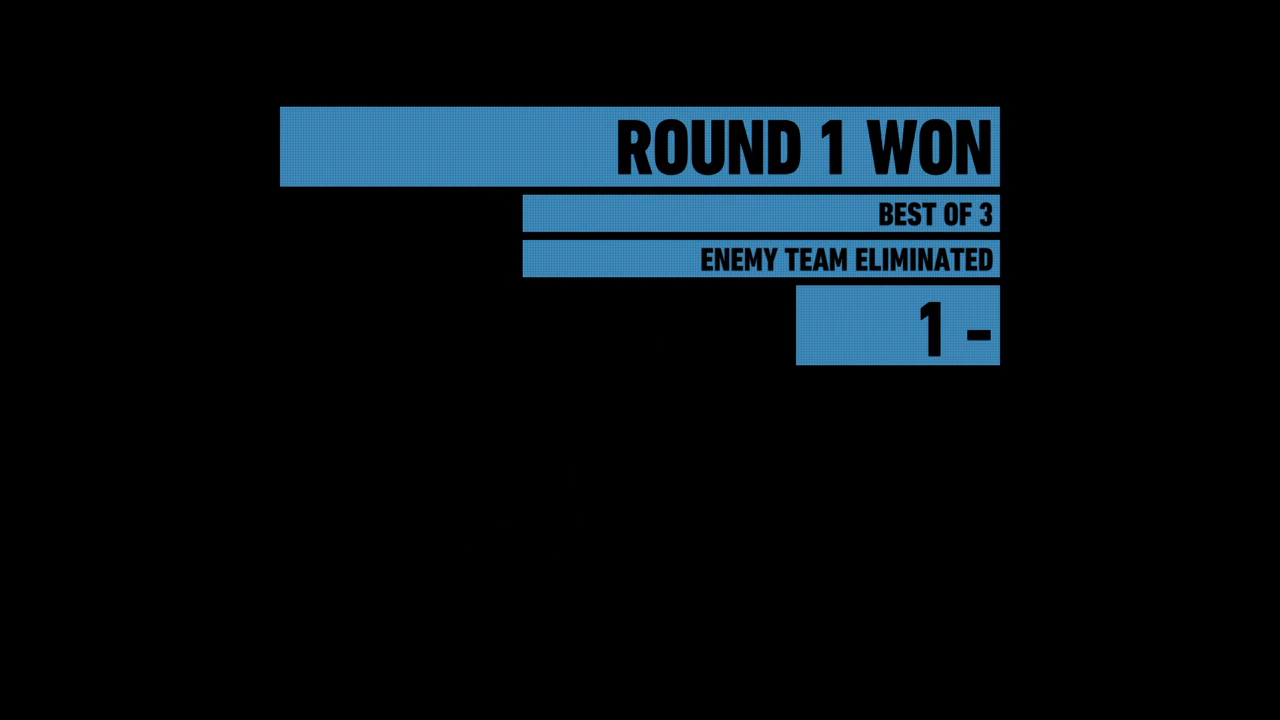 ROUND 1 WON
BEST OF 3
ENEMY TEAM ELIMINATED
1 -